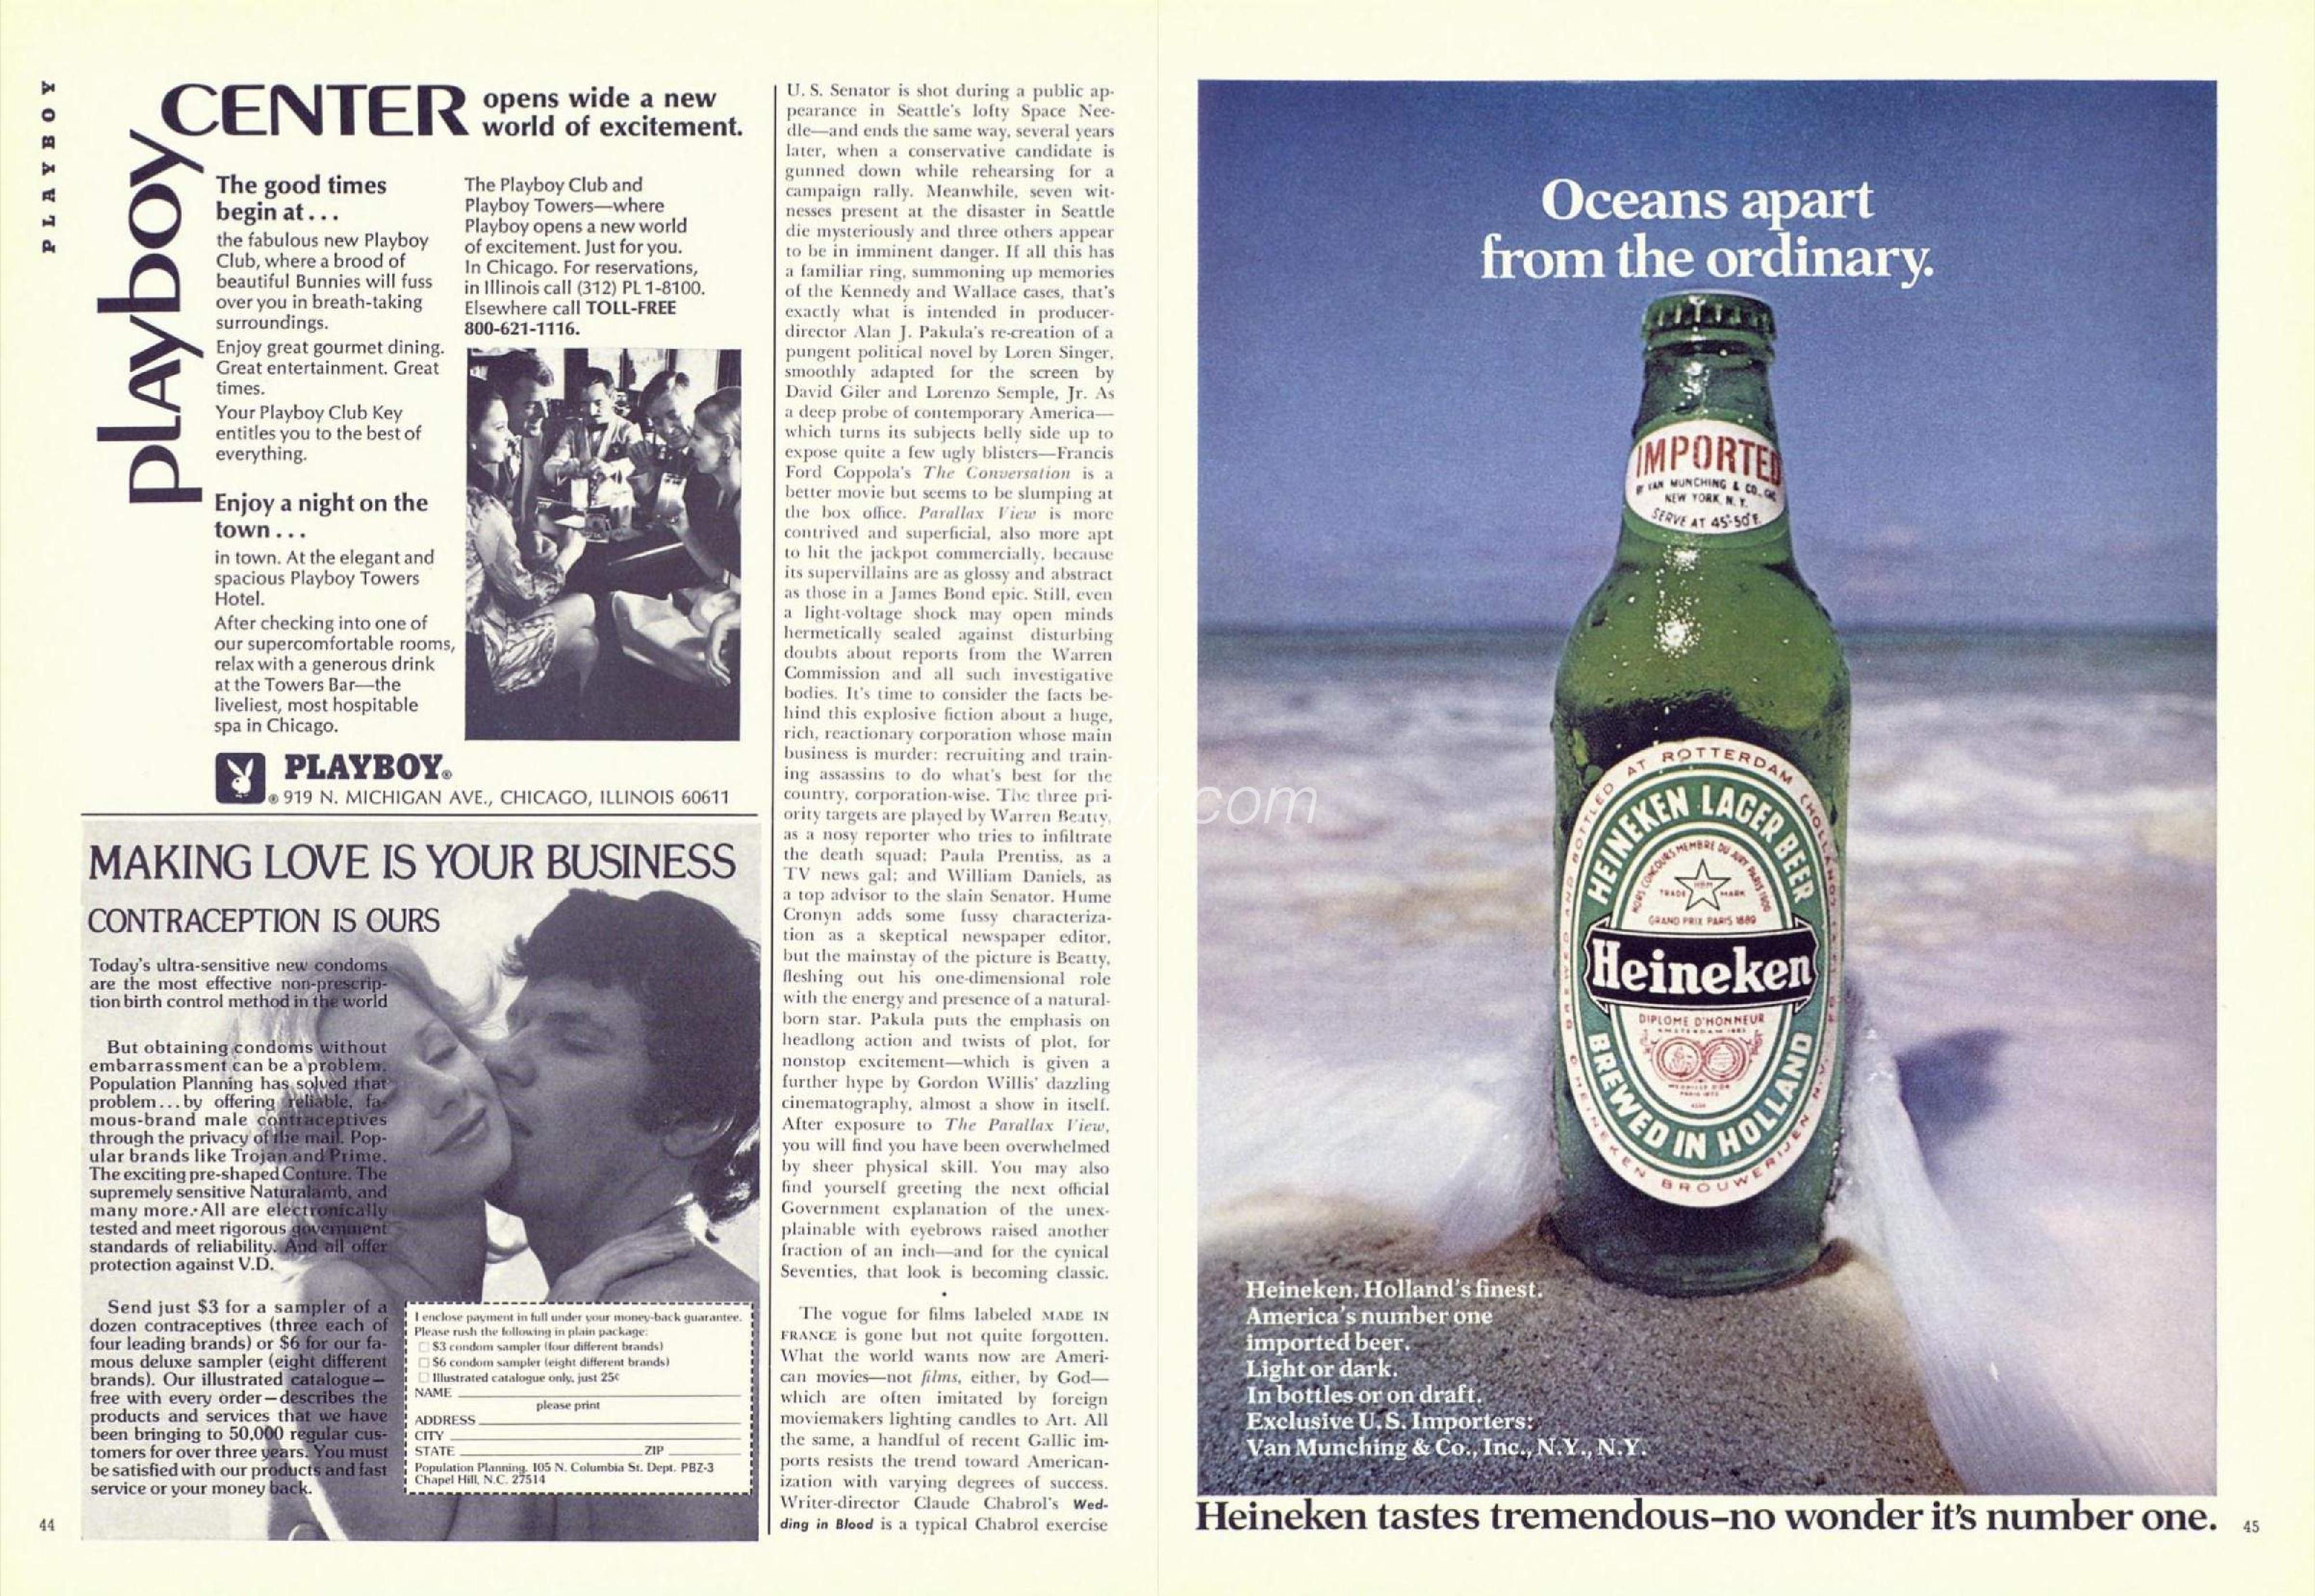 PLAYBOY
playboy CENTER
opens wide a new
world of excitement.
The good times
begin at...
the fabulous new Playboy
Club, where a brood of
beautiful Bunnies will fuss
over you in breath-taking
surroundings.
Enjoy great gourmet dining.
Great entertainment. Great
times.
Your Playboy Club Key
entitles you to the best of
everything.
Enjoy a night on the
town...
in town. At the elegant and
spacious Playboy Towers
Hotel.
After checking into one of
our supercomfortable rooms,
relax with a generous drink
at the Towers Bar—the
liveliest, most hospitable
spa in Chicago.
The Playboy Club and
Playboy Towers—where
Playboy opens a new world
of excitement. Just for you.
In Chicago. For reservations,
in Illinois call (312) PL 1-8100.
Elsewhere call TOLL-FREE
800-621-1116.
PLAYBOY®
® 919 N. MICHIGAN AVE., CHICAGO, ILLINOIS 60611
MAKING LOVE IS YOUR BUSINESS
CONTRACEPTION IS OURS
Today's ultra-sensitive new condoms
are the most effective non-prescrip-
tion birth control method in the world
But obtaining condoms without
embarrassment can be a problem.
Population Planning has solved that
problem...by offering reliable, fa-
mous-brand male contraceptives
through the privacy of the mail. Pop-
ular brands like Trojan and Prime.
The exciting pre-shaped Conture. The
supremely sensitive Naturalamb, and
many more. All are electronically
tested and meet rigorous government
standards of reliability. And all offer
protection against V.D.
Send just $3 for a sampler of a
dozen contraceptives (three each of
four leading brands) or $6 for our fa-
mous deluxe sampler (eight different
brands). Our illustrated catalogue—
free with every order—describes the
products and services that we have
been bringing to 50,000 regular cus-
tomers for over three years. You must
be satisfied with our products and fast
service or your money back.
I enclose payment in full under your money-back guarantee.
Please rush the following in plain package:
$3 condom sampler (four different brands)
$6 condom sampler (eight different brands)
Illustrated catalogue only, just 25¢
NAME
please print
ADDRESS
CITY
STATE ZIP
Population Planning, 105 N. Columbia St. Dept. PBZ-3
Chapel Hill, N.C. 27514
44
U. S. Senator is shot during a public ap-
pearance in Seattle's lofty Space Nee-
dle—and ends the same way, several years
later, when a conservative candidate is
gunned down while rehearsing for a
campaign rally. Meanwhile, seven wit-
nesses present at the disaster in Seattle
die mysteriously and three others appear
to be in imminent danger. If all this has
a familiar ring, summoning up memories
of the Kennedy and Wallace cases, that's
exactly what is intended in producer-
director Alan J. Pakula's re-creation of a
pungent political novel by Loren Singer,
smoothly adapted for the screen by
David Giler and Lorenzo Semple, Jr. As
a deep probe of contemporary America—
which turns its subjects belly side up to
expose quite a few ugly blisters—Francis
Ford Coppola's The Conversation is a
better movie but seems to be slumping at
the box office. Parallax View is more
contrived and superficial, also more apt
to hit the jackpot commercially, because
its supervillains are as glossy and abstract
as those in a James Bond epic. Still, even
a light-voltage shock may open minds
hermetically sealed against disturbing
doubts about reports from the Warren
Commission and all such investigative
bodies. It's time to consider the facts be-
hind this explosive fiction about a huge,
rich, reactionary corporation whose main
business is murder: recruiting and train-
ing assassins to do what's best for the
country, corporation-wise. The three pri-
ority targets are played by Warren Beatty,
as a nosy reporter who tries to infiltrate
the death squad; Paula Prentiss, as a
TV news gal; and William Daniels, as
a top advisor to the slain Senator. Hume
Cronyn adds some fussy characteriza-
tion as a skeptical newspaper editor,
but the mainstay of the picture is Beatty,
fleshing out his one-dimensional role
with the energy and presence of a natural-
born star. Pakula puts the emphasis on
headlong action and twists of plot, for
nonstop excitement—which is given a
further hype by Gordon Willis' dazzling
cinematography, almost a show in itself.
After exposure to The Parallax View,
you will find you have been overwhelmed
by sheer physical skill. You may also
find yourself greeting the next official
Government explanation of the unex-
plainable with eyebrows raised another
fraction of an inch—and for the cynical
Seventies, that look is becoming classic.
•
The vogue for films labeled MADE IN
FRANCE is gone but not quite forgotten.
What the world wants now are Ameri-
can movies—not films, either, by God—
which are often imitated by foreign
moviemakers lighting candles to Art. All
the same, a handful of recent Gallic im-
ports resists the trend toward American-
ization with varying degrees of success.
Writer-director Claude Chabrol's Wed-
ding in Blood is a typical Chabrol exercise
.com
Oceans apart
from the ordinary.
IMPORTED
BY VAN MUNCHING & CO., INC.
NEW YORK, N. Y.
SERVE AT 45°-50°F.
BREWED AND BOTTLED AT ROTTERDAM (HOLLAND)
HEINEKEN LAGER BEER
HORS CONCOURS MEMBRE DU JURY PARIS 1900
TRADE HBM MARK
GRAND PRIX PARIS 1889
Heineken
DIPLOME D'HONNEUR
AMSTERDAM 1883
MEDAILLE D'OR
PARIS 1875
BREWED IN HOLLAND
HEINEKEN BROUWERIJEN N.V.
Heineken. Holland's finest.
America's number one
imported beer.
Light or dark.
In bottles or on draft.
Exclusive U.S. Importers:
Van Munching & Co., Inc., N.Y., N.Y.
Heineken tastes tremendous–no wonder it's number one.
45